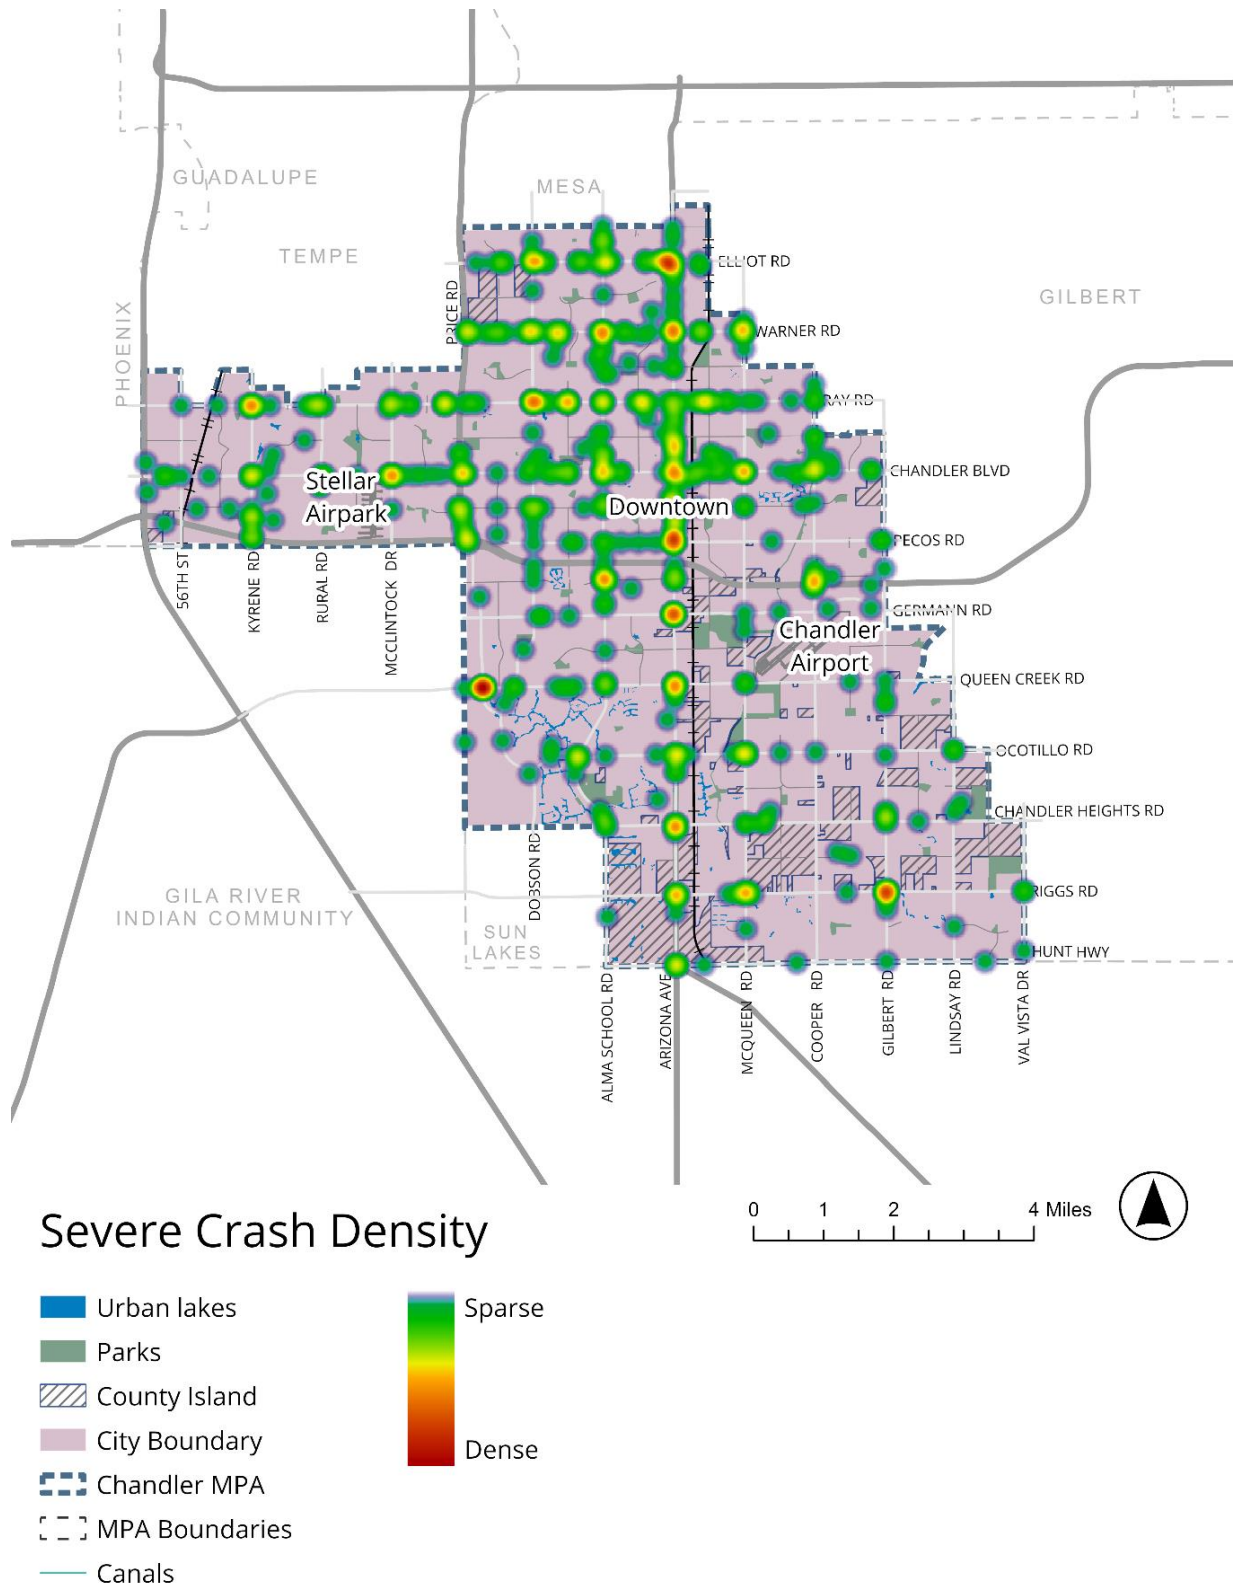 GUADALUPE
MESA
TEMPE
ELLIOT RD
GILBERT
PRICE RD
PHOENIX
WARNER RD
RAY RD
CHANDLER BLVD
Stellar
Airpark
Downtown
PECOS RD
56TH ST
KYRENE RD
RURAL RD
MCCLINTOCK DR
GERMANN RD
Chandler
Airport
QUEEN CREEK RD
OCOTILLO RD
CHANDLER HEIGHTS RD
DOBSON RD
GILA RIVER
INDIAN COMMUNITY
RIGGS RD
SUN
LAKES
HUNT HWY
ALMA SCHOOL RD
ARIZONA AVE
MCQUEEN RD
COOPER RD
GILBERT RD
LINDSAY RD
VAL VISTA DR
0 1 2 4 Miles
Severe Crash Density
Urban lakes
Parks
County Island
City Boundary
Chandler MPA
MPA Boundaries
Canals
Sparse
Dense